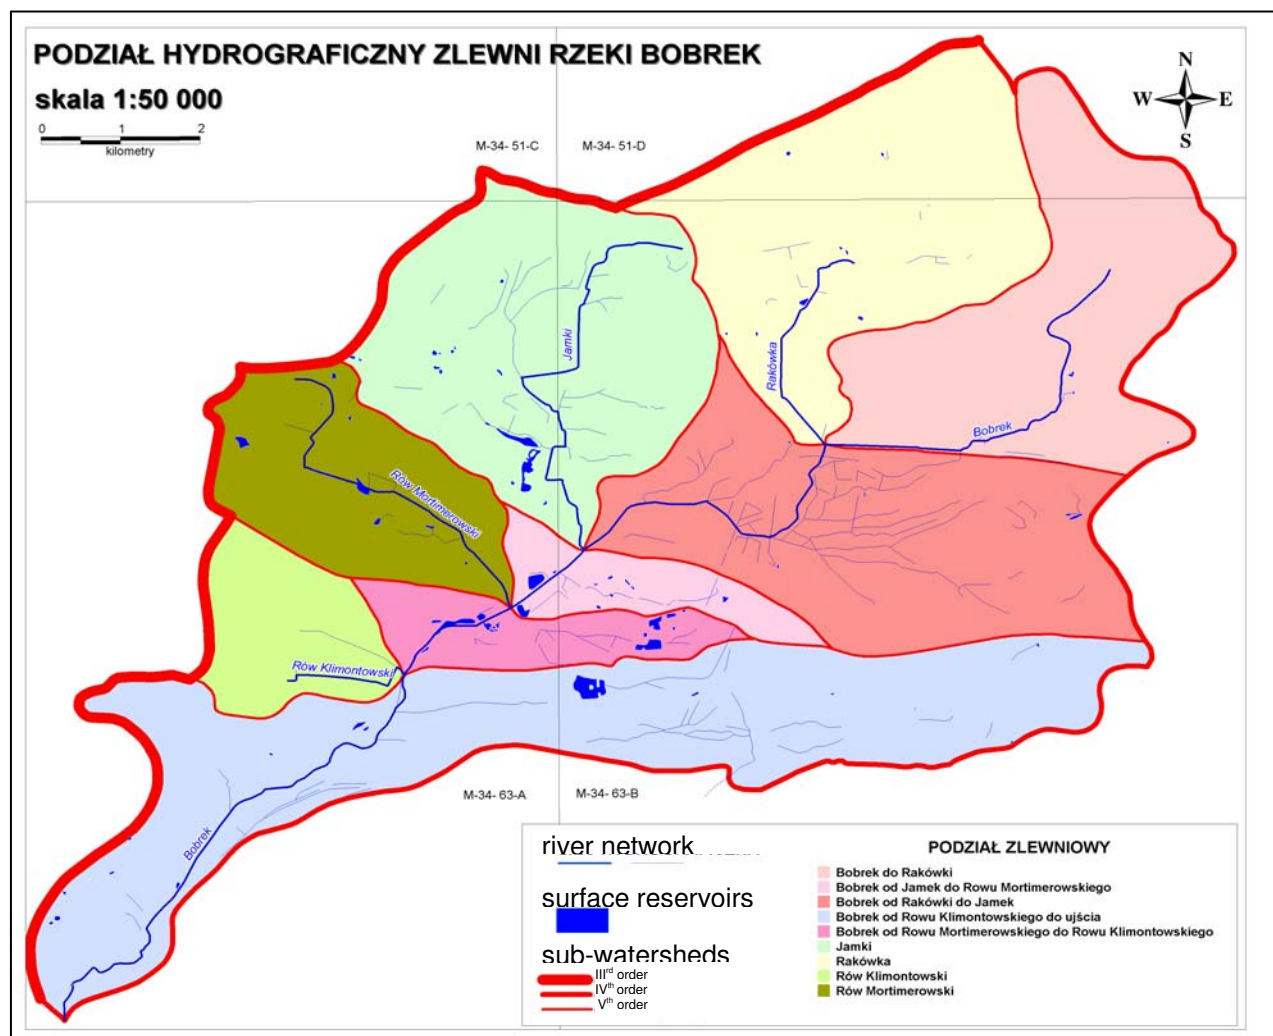 PODZIAŁ HYDROGRAFICZNY ZLEWNI RZEKI BOBREK
skala 1:50 000
0 1 2
kilometry
N
W E
S
M-34- 51-C M-34- 51-D
Jamki
Rakówka
Bobrek
Rów Mortimerowski
Rów Klimontowski
Bobrek
M-34- 63-A M-34- 63-B
river network
surface reservoirs
sub-watersheds
IIIrd order
IVth order
Vth order
PODZIAŁ ZLEWNIOWY
Bobrek do Rakówki
Bobrek od Jamek do Rowu Mortimerowskiego
Bobrek od Rakówki do Jamek
Bobrek od Rowu Klimontowskiego do ujścia
Bobrek od Rowu Mortimerowskiego do Rowu Klimontowskiego
Jamki
Rakówka
Rów Klimontowski
Rów Mortimerowski